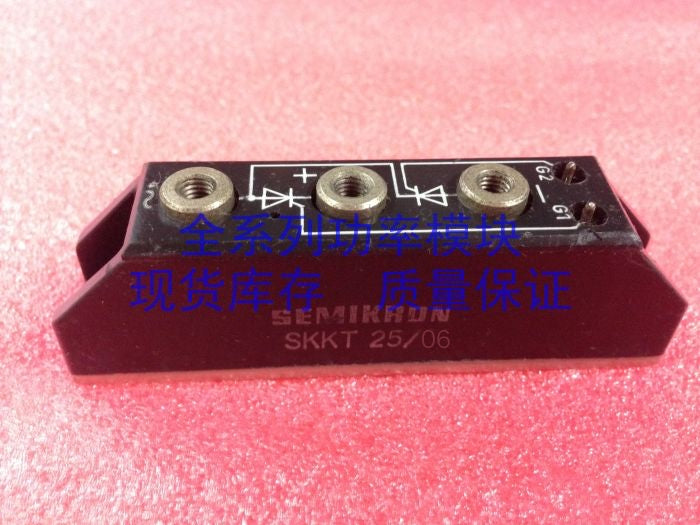 ~ + - G2
G1
全系列功率模块
现货库存 质量保证
SEMIKRON
SKKT 25/06